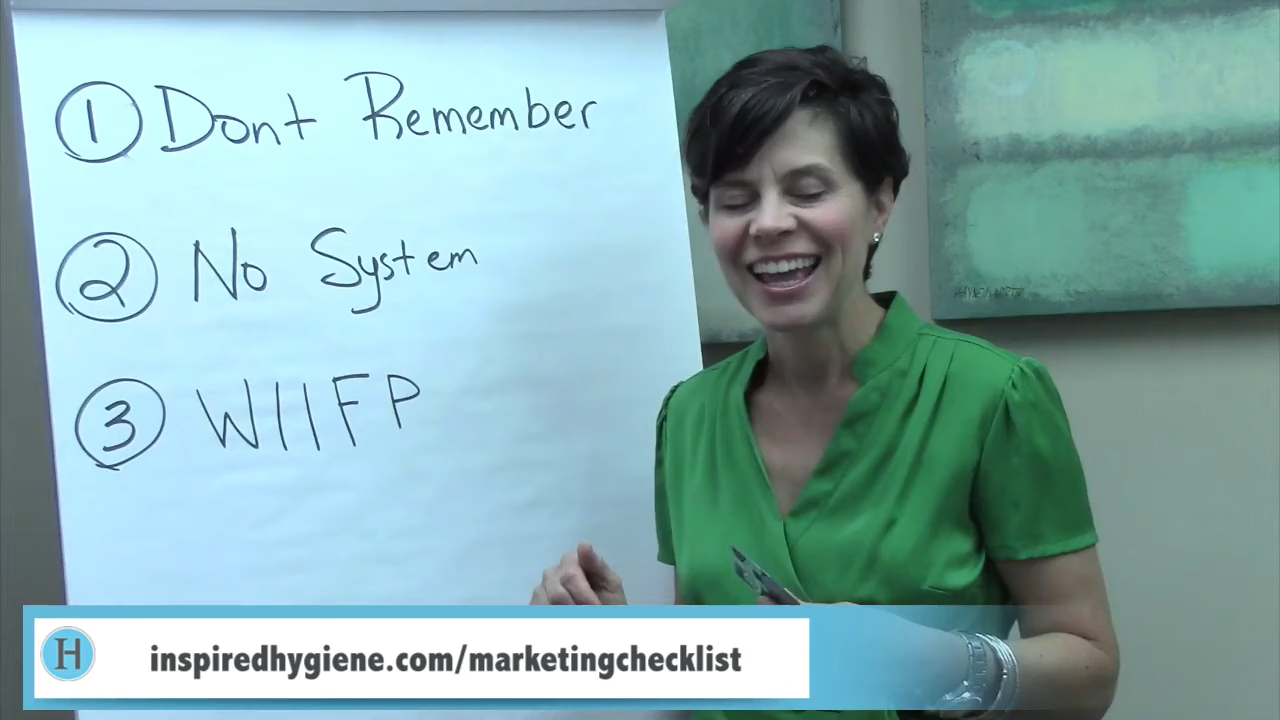 1 Dont Remember
2 No System
3 WIIFP
H inspiredhygiene.com/marketingchecklist